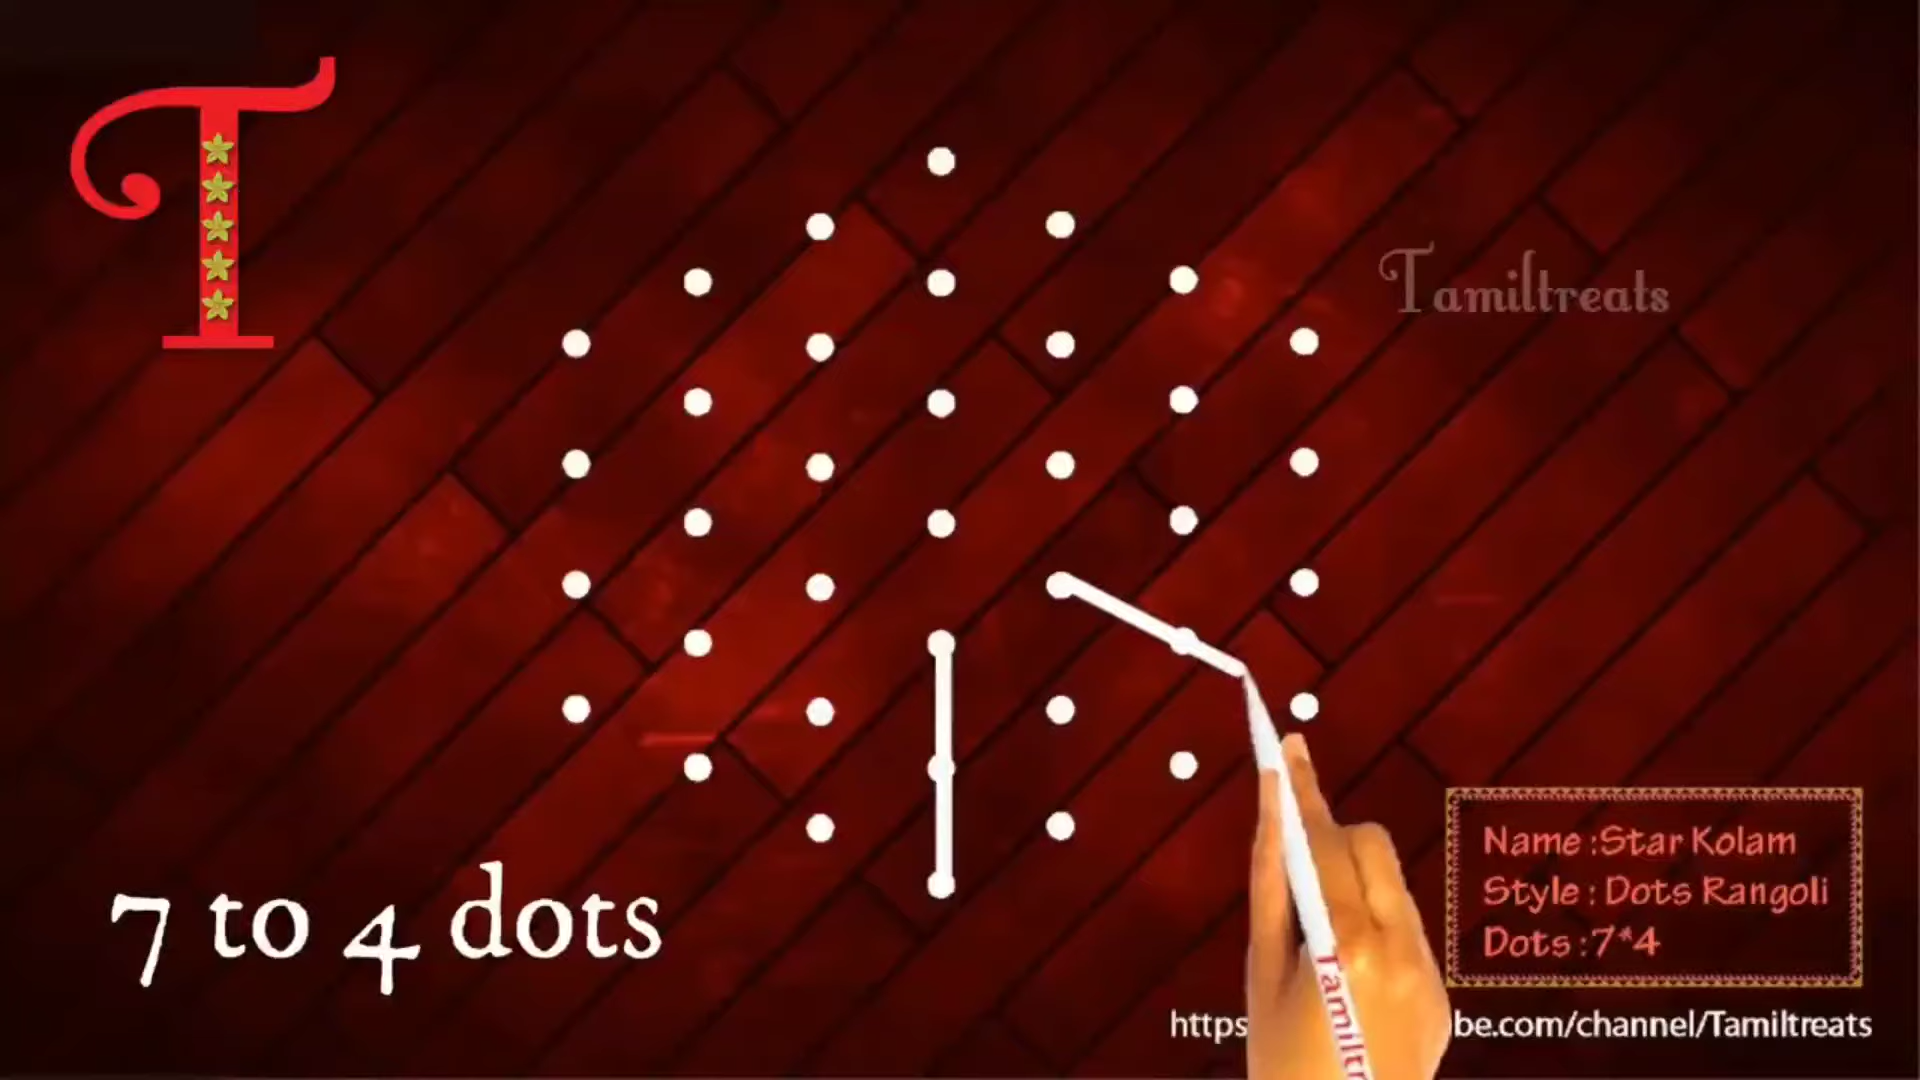 T
Tamiltreats
7 to 4 dots
Name :Star Kolam
Style : Dots Rangoli
Dots :7*4
https be.com/channel/Tamiltreats